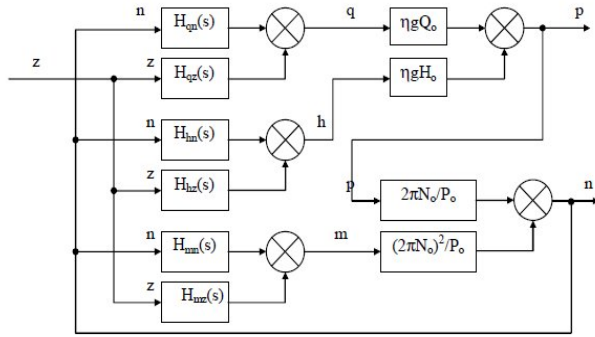 n H_qn(s) q ηgQ_o p
z z H_qz(s) ηgH_o
n H_hn(s) h
z H_hz(s) p 2πN_o/P_o n
n H_mn(s) m (2πN_o)²/P_o
z H_mz(s)